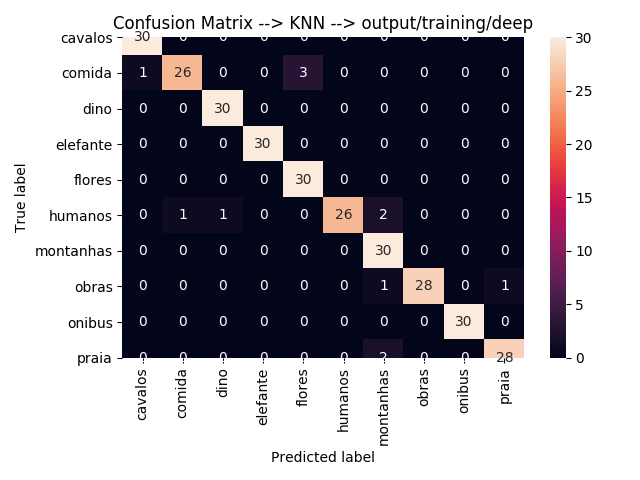 Confusion Matrix --> KNN --> output/training/deep
cavalos 30 0 0 0 0 0 0 0 0 0
comida 1 26 0 0 3 0 0 0 0 0
dino 0 0 30 0 0 0 0 0 0 0
elefante 0 0 0 30 0 0 0 0 0 0
flores 0 0 0 0 30 0 0 0 0 0
humanos 0 1 1 0 0 26 2 0 0 0
montanhas 0 0 0 0 0 0 30 0 0 0
obras 0 0 0 0 0 0 1 28 0 1
onibus 0 0 0 0 0 0 0 0 30 0
praia 0 0 0 0 0 0 2 0 0 28
True label
cavalos comida dino elefante flores humanos montanhas obras onibus praia
Predicted label
30
25
20
15
10
5
0